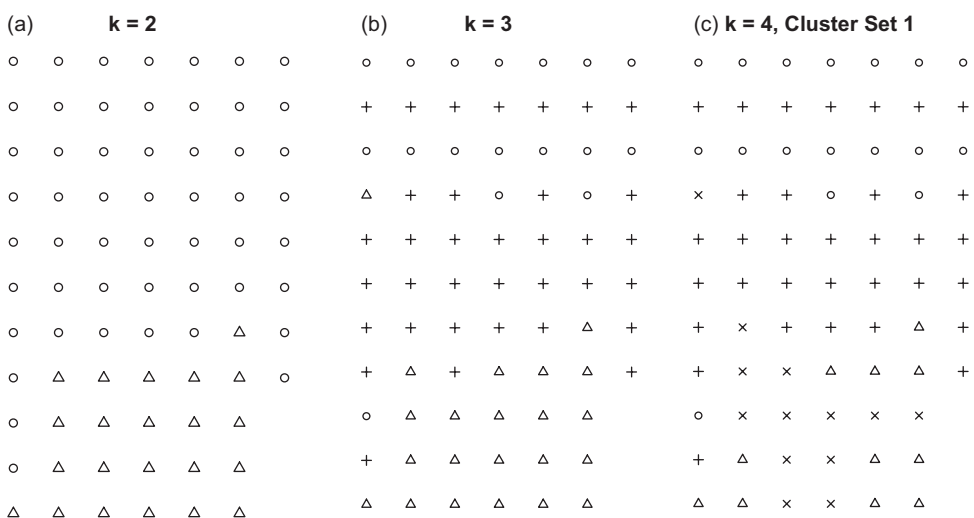 (a) k = 2
(b) k = 3
(c) k = 4, Cluster Set 1